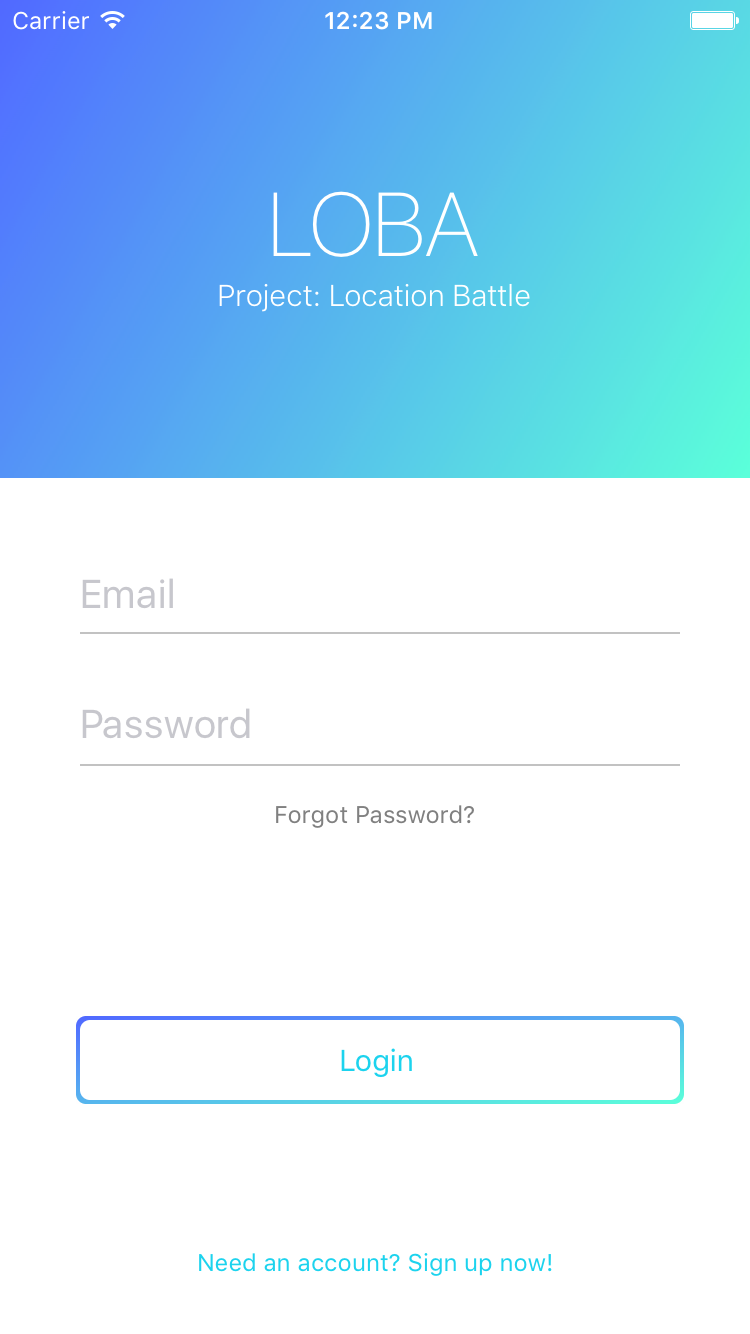 Carrier 12:23 PM
LOBA
Project: Location Battle
Email
Password
Forgot Password?
Login
Need an account? Sign up now!